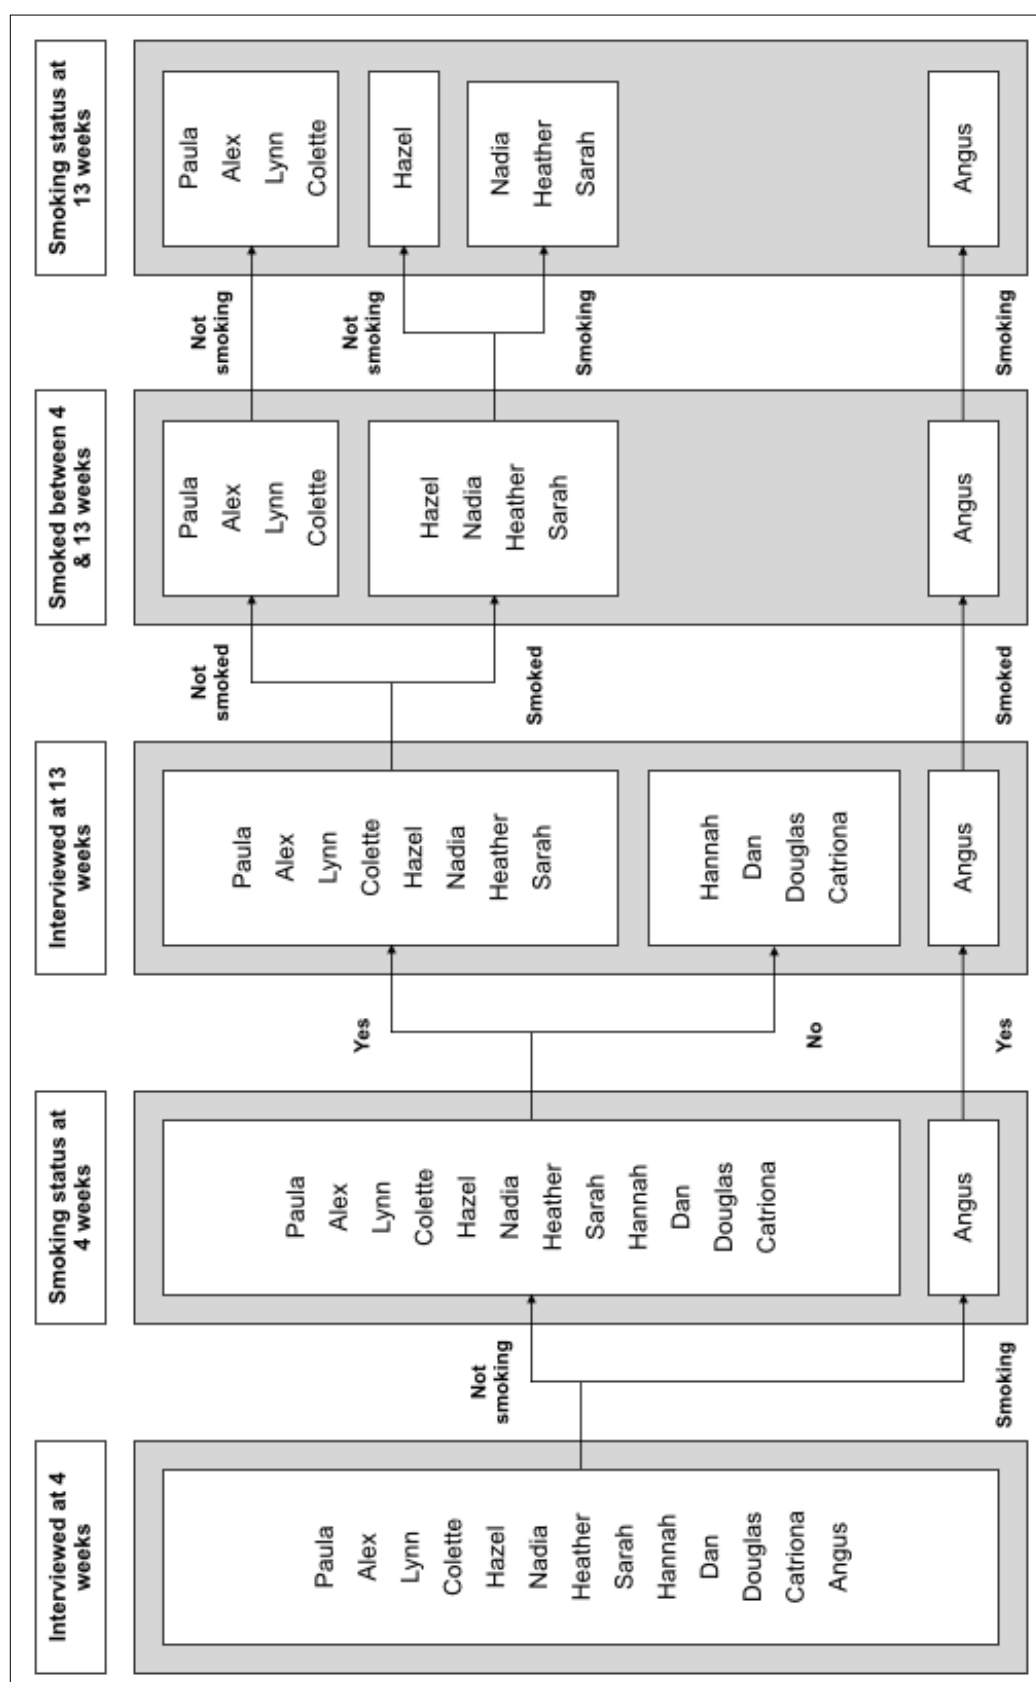 Interviewed at 4
weeks
Paula
Alex
Lynn
Colette
Hazel
Nadia
Heather
Sarah
Hannah
Dan
Douglas
Catriona
Angus
Not
smoking
Smoking
Smoking status at
4 weeks
Paula
Alex
Lynn
Colette
Hazel
Nadia
Heather
Sarah
Hannah
Dan
Douglas
Catriona
Angus
Yes
No
Yes
Interviewed at 13
weeks
Paula
Alex
Lynn
Colette
Hazel
Nadia
Heather
Sarah
Hannah
Dan
Douglas
Catriona
Angus
Not
smoked
Smoked
Smoked
Smoked between 4
& 13 weeks
Paula
Alex
Lynn
Colette
Hazel
Nadia
Heather
Sarah
Angus
Not
smoking
Not
smoking
Smoking
Smoking
Smoking status at
13 weeks
Paula
Alex
Lynn
Colette
Hazel
Nadia
Heather
Sarah
Angus